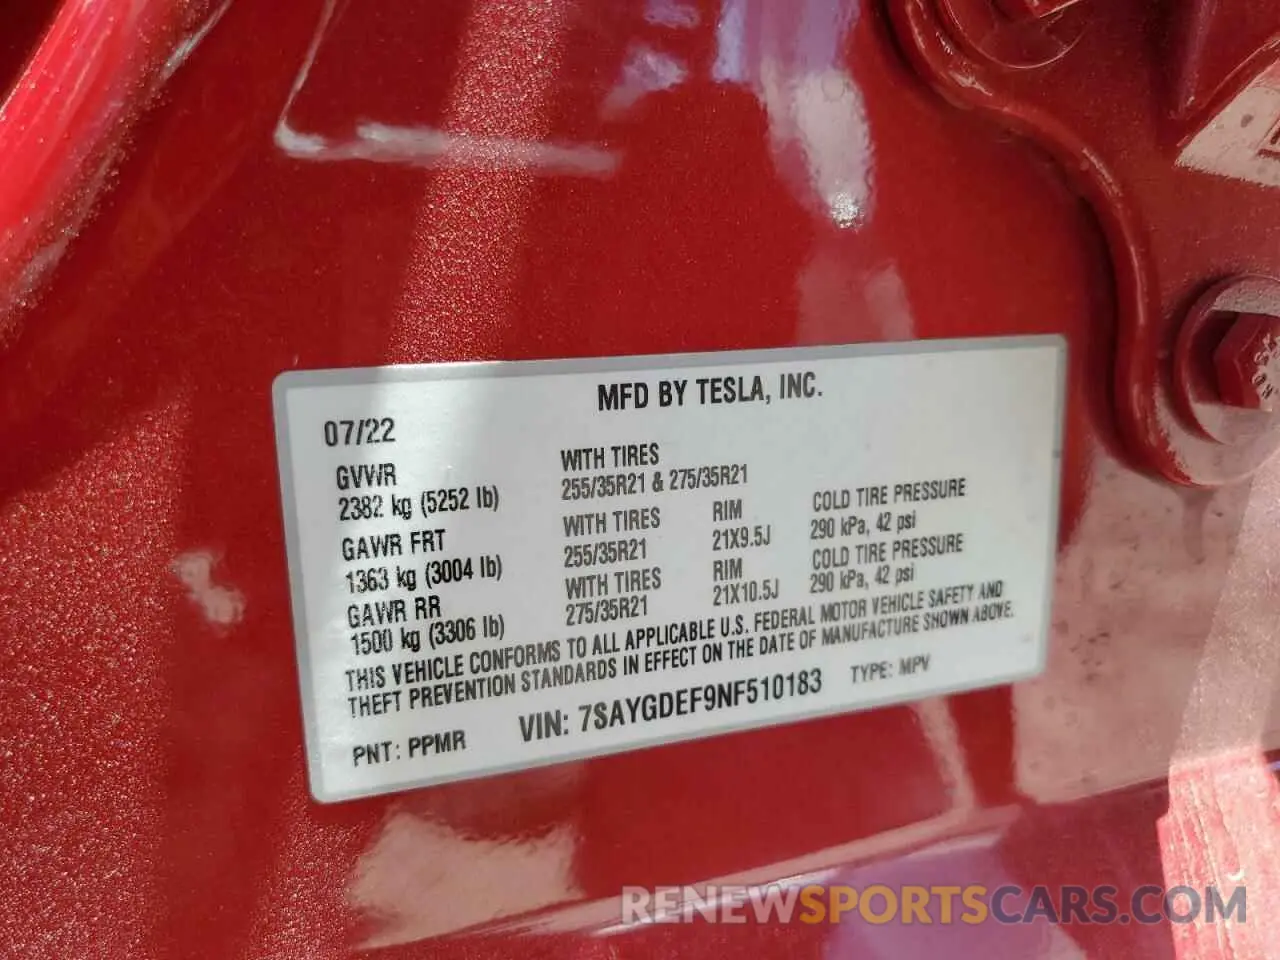 MFD BY TESLA, INC.
07/22
GVWR
2382 kg (5252 lb)
WITH TIRES
255/35R21 & 275/35R21
GAWR FRT
1363 kg (3004 lb)
WITH TIRES
255/35R21
RIM
21X9.5J
COLD TIRE PRESSURE
290 kPa, 42 psi
GAWR RR
1500 kg (3306 lb)
WITH TIRES
275/35R21
RIM
21X10.5J
COLD TIRE PRESSURE
290 kPa, 42 psi
THIS VEHICLE CONFORMS TO ALL APPLICABLE U.S. FEDERAL MOTOR VEHICLE SAFETY AND
THEFT PREVENTION STANDARDS IN EFFECT ON THE DATE OF MANUFACTURE SHOWN ABOVE.
PNT: PPMR
VIN: 7SAYGDEF9NF510183
TYPE: MPV
RENEWSPORTSCARS.COM